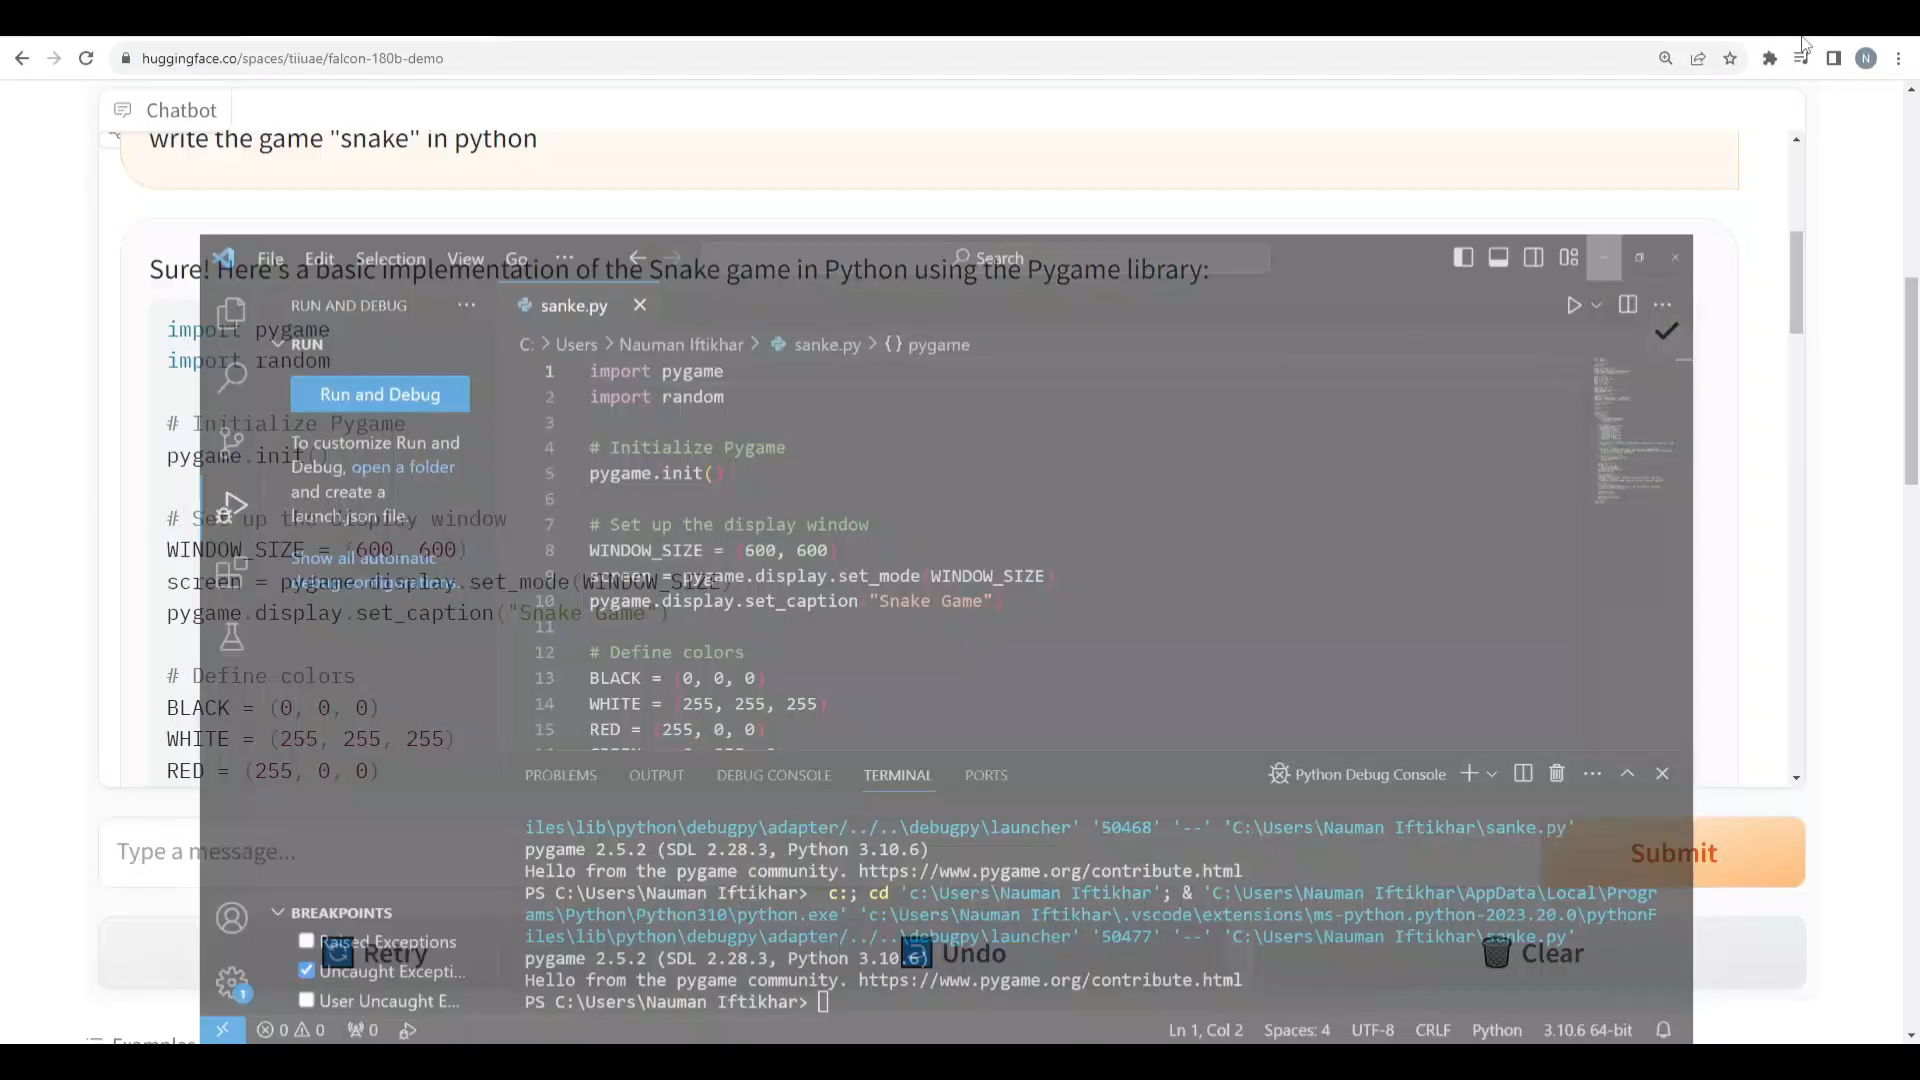 huggingface.co/spaces/tiiuae/falcon-180b-demo
N
Chatbot
write the game "snake" in python
Sure! Here's a basic implementation of the Snake game in Python using the Pygame library:
import pygame
import random
# Initialize Pygame
pygame.init()
# Set up the display window
WINDOW_SIZE = (600, 600)
screen = pygame.display.set_mode(WINDOW_SIZE)
pygame.display.set_caption("Snake Game")
# Define colors
BLACK = (0, 0, 0)
WHITE = (255, 255, 255)
RED = (255, 0, 0)
Type a message...
Submit
Retry
Undo
Clear
Examples
File Edit Selection View Go ...
Search
RUN AND DEBUG ...
sanke.py
RUN
C: > Users > Nauman Iftikhar > sanke.py > {} pygame
Run and Debug
To customize Run and
Debug, open a folder
and create a
launch.json file.
Show all automatic
debug configurations.
1 import pygame
2 import random
3
4 # Initialize Pygame
5 pygame.init()
6
7 # Set up the display window
8 WINDOW_SIZE = (600, 600)
9 screen = pygame.display.set_mode(WINDOW_SIZE)
10 pygame.display.set_caption("Snake Game")
11
12 # Define colors
13 BLACK = (0, 0, 0)
14 WHITE = (255, 255, 255)
15 RED = (255, 0, 0)
PROBLEMS OUTPUT DEBUG CONSOLE TERMINAL PORTS
Python Debug Console
iles\lib\python\debugpy\adapter/../..\debugpy\launcher' '50468' '--' 'C:\Users\Nauman Iftikhar\sanke.py'
pygame 2.5.2 (SDL 2.28.3, Python 3.10.6)
Hello from the pygame community. https://www.pygame.org/contribute.html
PS C:\Users\Nauman Iftikhar> c:; cd 'c:\Users\Nauman Iftikhar'; & 'C:\Users\Nauman Iftikhar\AppData\Local\Progr
ams\Python\Python310\python.exe' 'c:\Users\Nauman Iftikhar\.vscode\extensions\ms-python.python-2023.20.0\pythonF
iles\lib\python\debugpy\adapter/../..\debugpy\launcher' '50477' '--' 'C:\Users\Nauman Iftikhar\sanke.py'
pygame 2.5.2 (SDL 2.28.3, Python 3.10.6)
Hello from the pygame community. https://www.pygame.org/contribute.html
PS C:\Users\Nauman Iftikhar>
BREAKPOINTS
Raised Exceptions
Uncaught Excepti...
User Uncaught E...
1
0 0 0
Ln 1, Col 2 Spaces: 4 UTF-8 CRLF Python 3.10.6 64-bit